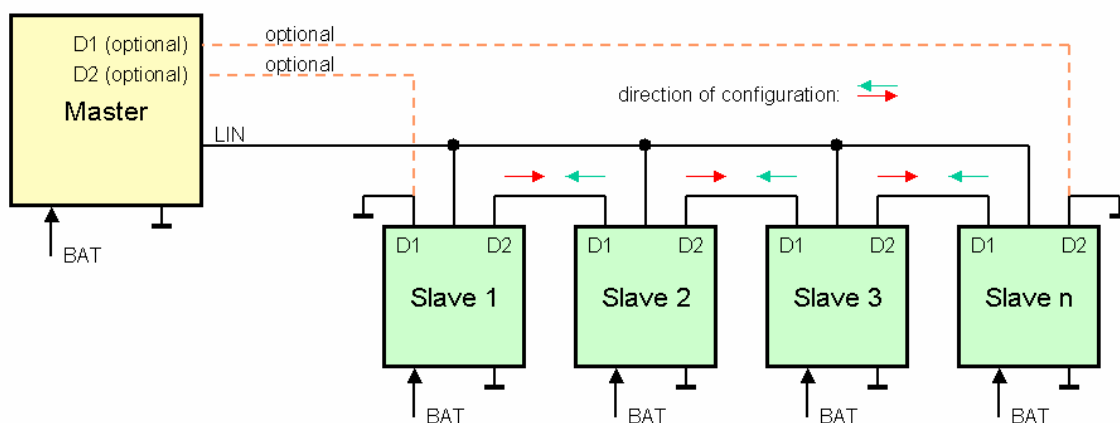 D1 (optional)
optional
D2 (optional)
optional
Master
direction of configuration:
LIN
BAT
D1 D2
Slave 1
D1 D2
Slave 2
D1 D2
Slave 3
D1 D2
Slave n
BAT
BAT
BAT
BAT